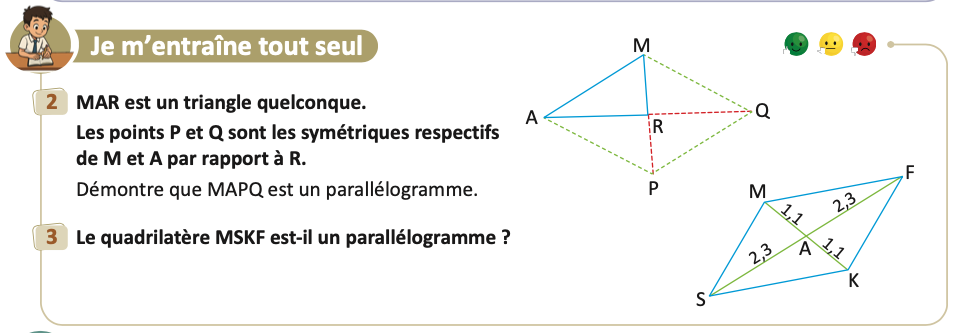 Je m'entraîne tout seul
2 MAR est un triangle quelconque.
Les points P et Q sont les symétriques respectifs
de M et A par rapport à R.
Démontre que MAPQ est un parallélogramme.
M
A
R
Q
P
3 Le quadrilatère MSKF est-il un parallélogramme ?
F
M
1,1
2,3
2,3
A
1,1
K
S